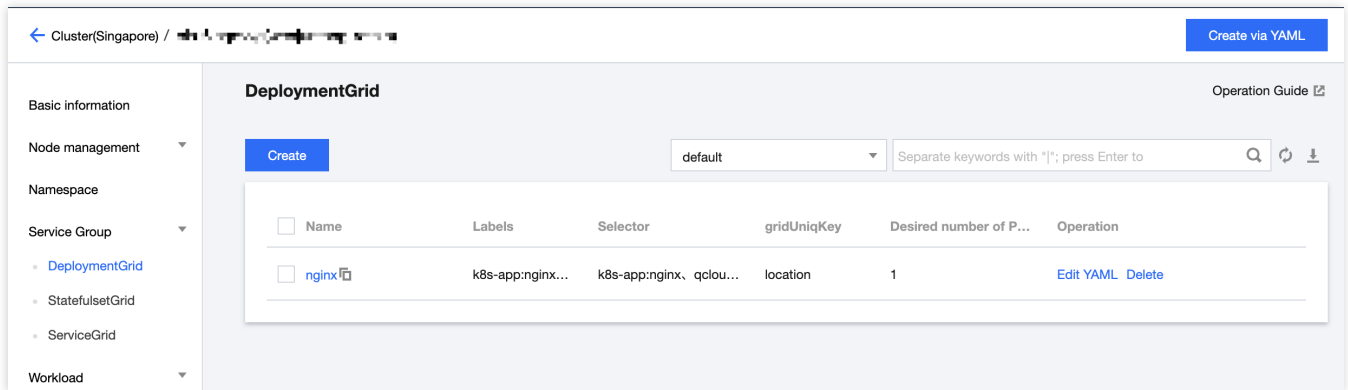 Cluster(Singapore) /
Create via YAML
Basic information
Node management
Namespace
Service Group
DeploymentGrid
StatefulsetGrid
ServiceGrid
Workload
DeploymentGrid
Operation Guide
Create
default
Separate keywords with "|"; press Enter to
Name Labels Selector gridUniqKey Desired number of P... Operation
nginx k8s-app:nginx... k8s-app:nginx、qclou... location 1 Edit YAML Delete